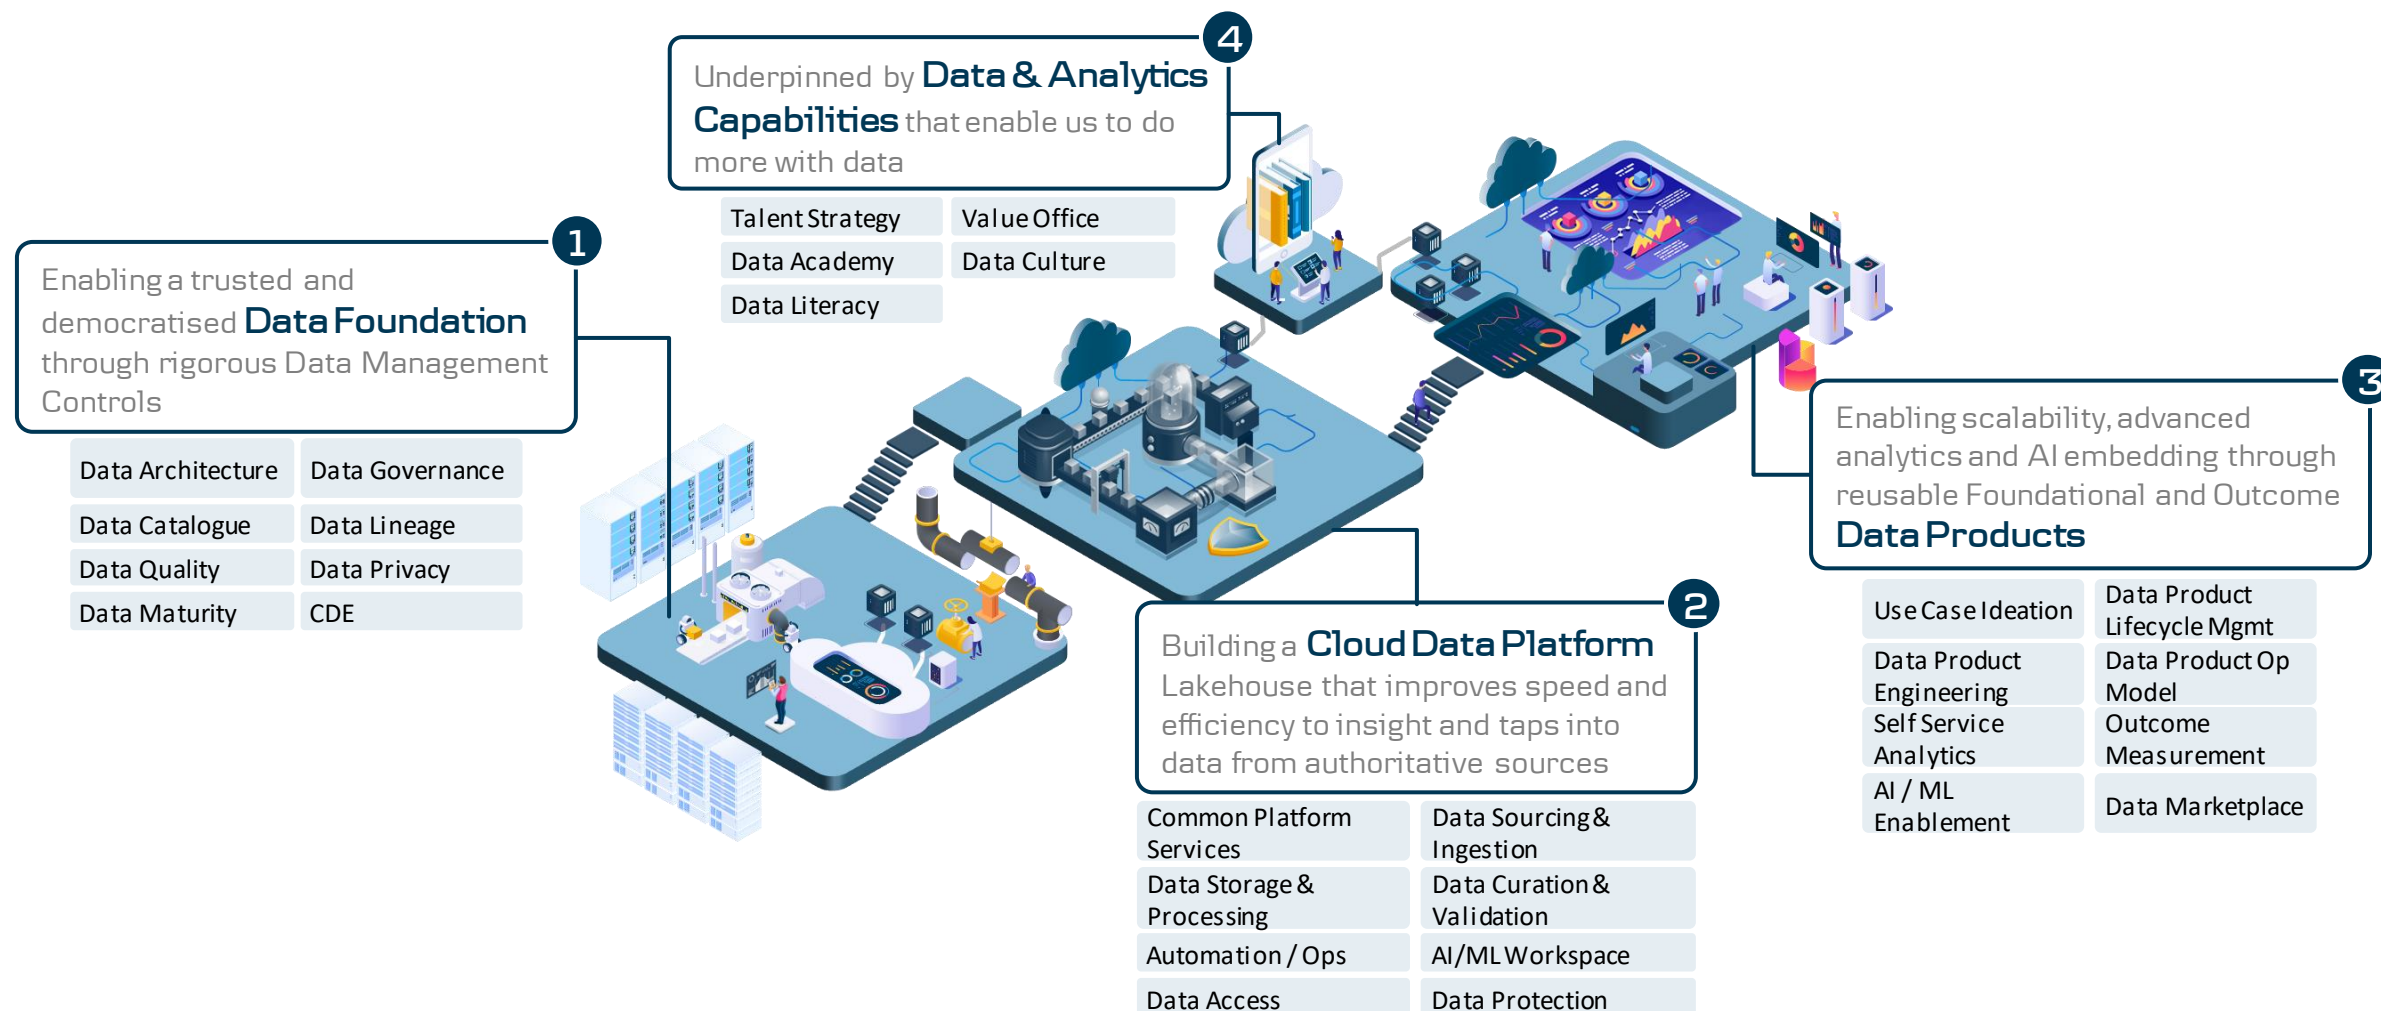 4
Underpinned by Data & Analytics
Capabilities that enable us to do
more with data
Talent Strategy
Value Office
Data Academy
Data Culture
Data Literacy
1
Enabling a trusted and
democratised Data Foundation
through rigorous Data Management
Controls
Data Architecture
Data Governance
Data Catalogue
Data Lineage
Data Quality
Data Privacy
Data Maturity
CDE
2
Building a Cloud Data Platform
Lakehouse that improves speed and
efficiency to insight and taps into
data from authoritative sources
Common Platform
Services
Data Sourcing &
Ingestion
Data Storage &
Processing
Data Curation &
Validation
Automation / Ops
AI/ML Workspace
Data Access
Data Protection
3
Enabling scalability, advanced
analytics and AI embedding through
reusable Foundational and Outcome
Data Products
Use Case Ideation
Data Product
Lifecycle Mgmt
Data Product
Engineering
Data Product Op
Model
Self Service
Analytics
Outcome
Measurement
AI / ML
Enablement
Data Marketplace